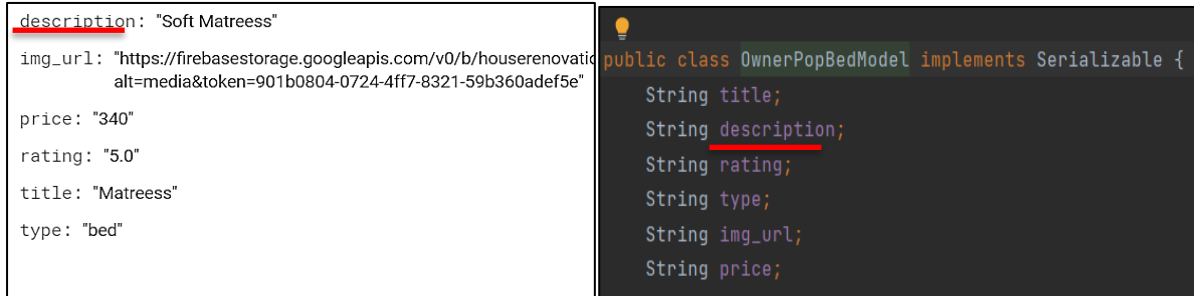 description: "Soft Matreess"
img_url: "https://firebasestorage.googleapis.com/v0/b/houserenovatio
alt=media&token=901b0804-0724-4ff7-8321-59b360adef5e"
price: "340"
rating: "5.0"
title: "Matreess"
type: "bed"
public class OwnerPopBedModel implements Serializable {
String title;
String description;
String rating;
String type;
String img_url;
String price;